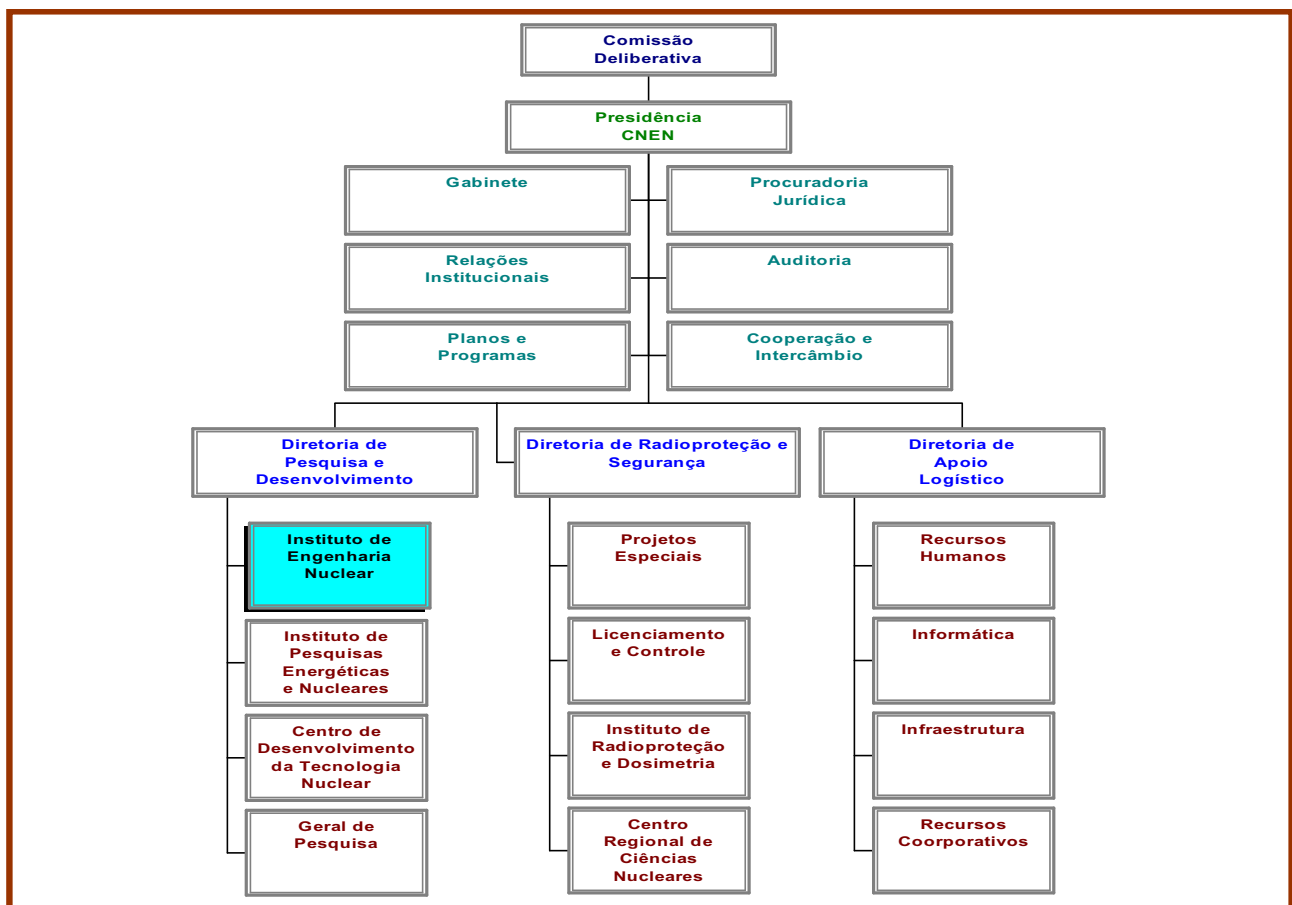 Comissão
Deliberativa
Presidência
CNEN
Gabinete
Procuradoria
Jurídica
Relações
Institucionais
Auditoria
Planos e
Programas
Cooperação e
Intercâmbio
Diretoria de
Pesquisa e
Desenvolvimento
Diretoria de Radioproteção e
Segurança
Diretoria de
Apoio
Logístico
Instituto de
Engenharia
Nuclear
Projetos
Especiais
Recursos
Humanos
Instituto de
Pesquisas
Energéticas
e Nucleares
Licenciamento
e Controle
Informática
Centro de
Desenvolvimento
da Tecnologia
Nuclear
Instituto de
Radioproteção
e Dosimetria
Infraestrutura
Geral de
Pesquisa
Centro
Regional de
Ciências
Nucleares
Recursos
Coorporativos